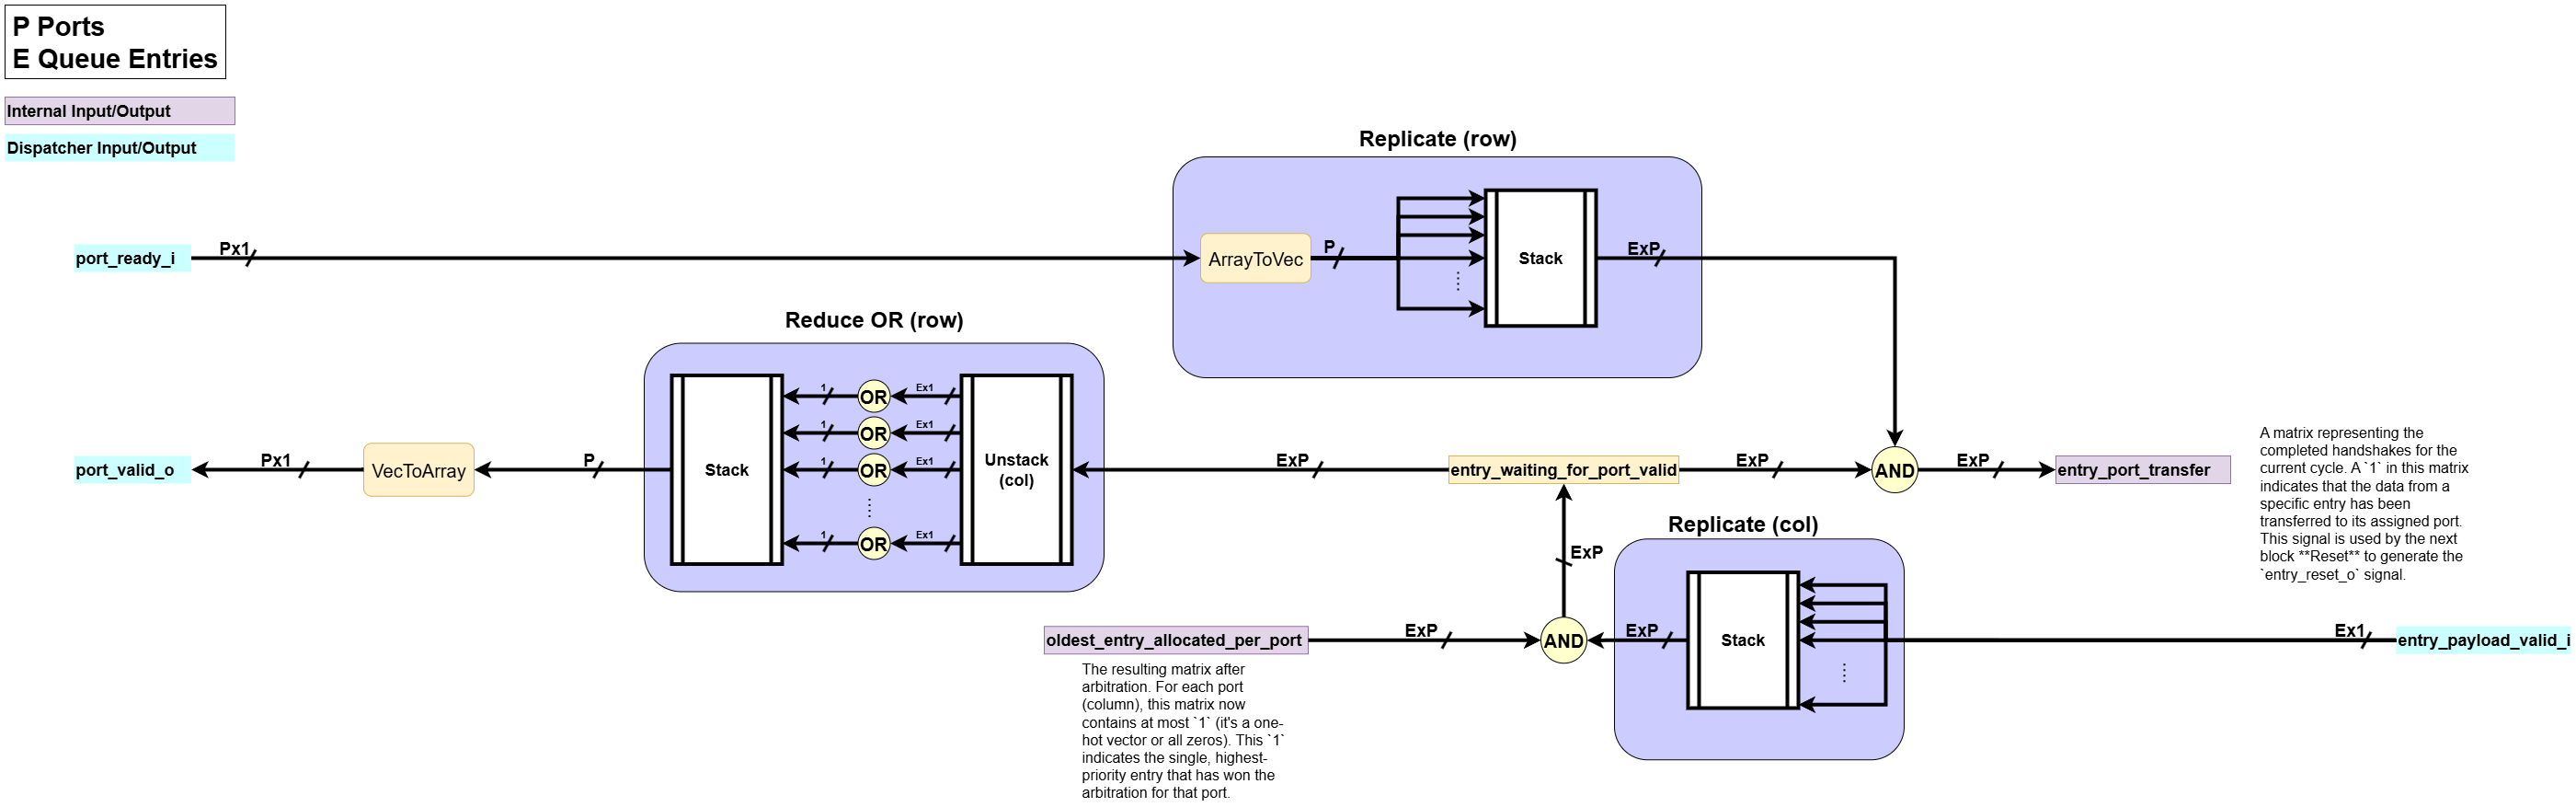 P Ports
E Queue Entries
Internal Input/Output
Dispatcher Input/Output
Replicate (row)
port_ready_i
Px1
ArrayToVec
P
Stack
ExP
Reduce OR (row)
port_valid_o
Px1
VecToArray
P
Stack
1
OR
Ex1
1
OR
Ex1
1
OR
Ex1
1
OR
Ex1
Unstack
(col)
ExP
entry_waiting_for_port_valid
ExP
AND
ExP
entry_port_transfer
A matrix representing the
completed handshakes for the
current cycle. A `1` in this matrix
indicates that the data from a
specific entry has been
transferred to its assigned port.
This signal is used by the next
block **Reset** to generate the
`entry_reset_o` signal.
ExP
Replicate (col)
oldest_entry_allocated_per_port
ExP
AND
ExP
Stack
Ex1
entry_payload_valid_i
The resulting matrix after
arbitration. For each port
(column), this matrix now
contains at most `1` (it's a one-
hot vector or all zeros). This `1`
indicates the single, highest-
priority entry that has won the
arbitration for that port.